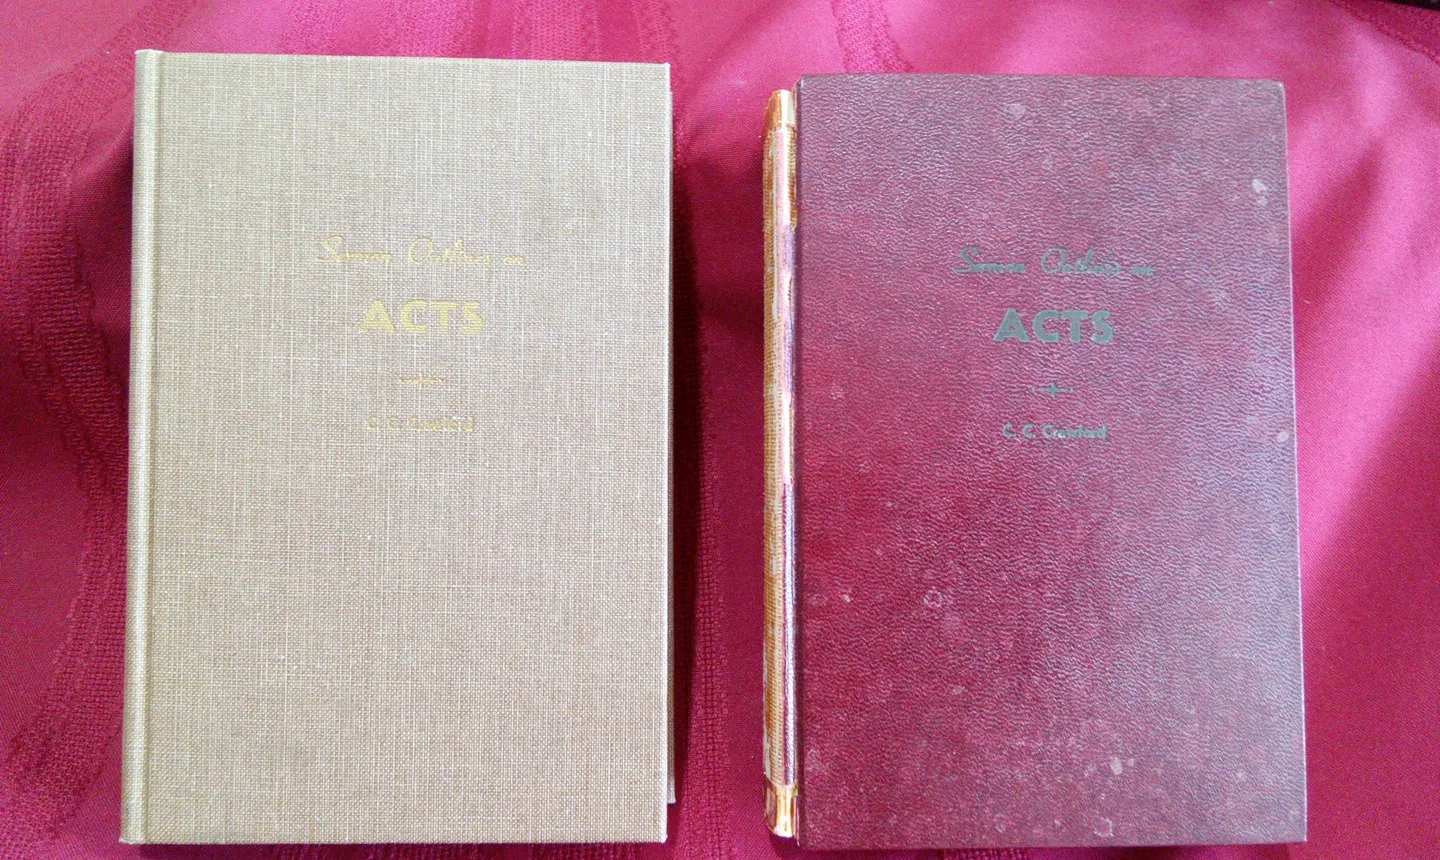 Sermon Outlines on
ACTS
C. C. Crawford
Sermon Outlines on
ACTS
C. C. Crawford